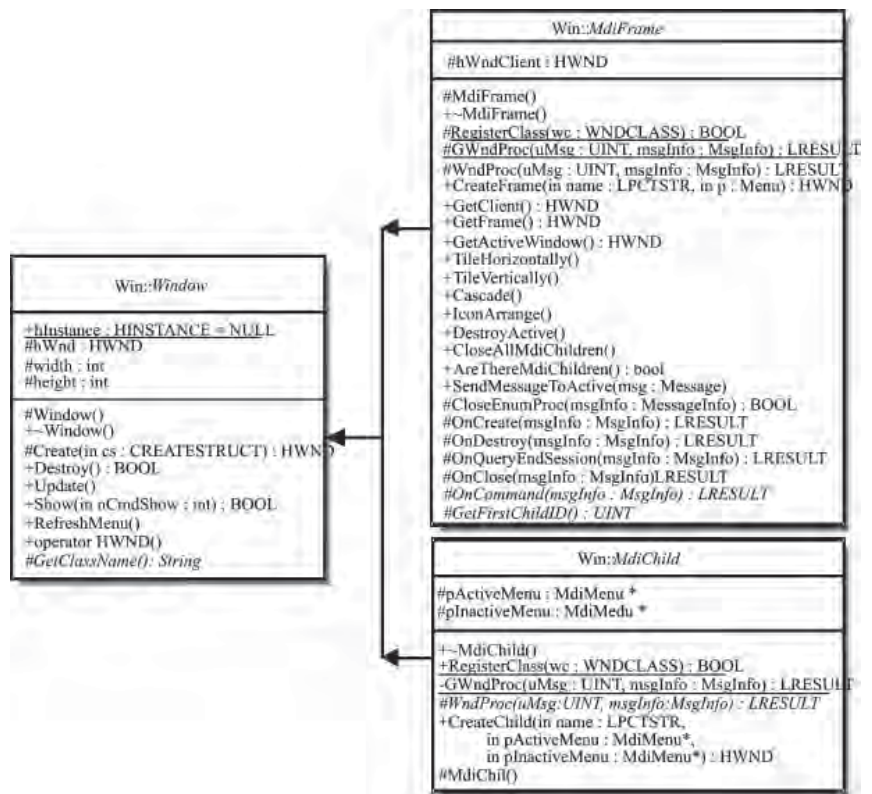 Win::MdiFrame
#hWndClient : HWND
#MdiFrame()
+~MdiFrame()
#RegisterClass(wc : WNDCLASS) : BOOL
#GWndProc(uMsg : UINT, msgInfo : MsgInfo) : LRESULT
#WndProc(uMsg : UINT, msgInfo : MsgInfo) : LRESULT
+CreateFrame(in name : LPCTSTR, in p : Menu) : HWND
+GetClient() : HWND
+GetFrame() : HWND
+GetActiveWindow() : HWND
+TileHorizontally()
+TileVertically()
+Cascade()
+IconArrange()
+DestroyActive()
+CloseAllMdiChildren()
+AreThereMdiChildren() : bool
+SendMessageToActive(msg : Message)
#CloseEnumProc(msgInfo : MessageInfo) : BOOL
#OnCreate(msgInfo : MsgInfo) : LRESULT
#OnDestroy(msgInfo : MsgInfo) : LRESULT
#OnQueryEndSession(msgInfo : MsgInfo) : LRESULT
#OnClose(msgInfo : MsgInfo)LRESULT
#OnCommand(msgInfo : MsgInfo) : LRESULT
#GetFirstChildID() : UINT
Win::Window
+hInstance : HINSTANCE = NULL
#hWnd : HWND
#width : int
#height : int
#Window()
+~Window()
#Create(in cs : CREATESTRUCT) : HWND
+Destroy() : BOOL
+Update()
+Show(in nCmdShow : int) : BOOL
+RefreshMenu()
+operator HWND()
#GetClassName(): String
Win::MdiChild
#pActiveMenu : MdiMenu *
#pInactiveMenu : MdiMedu *
+~MdiChild()
+RegisterClass(wc : WNDCLASS) : BOOL
-GWndProc(uMsg : UINT, msgInfo : MsgInfo) : LRESULT
#WndProc(uMsg:UINT, msgInfo:MsgInfo) : LRESULT
+CreateChild(in name : LPCTSTR,
in pActiveMenu : MdiMenu*,
in pInactiveMenu : MdiMenu*) : HWND
#MdiChil()